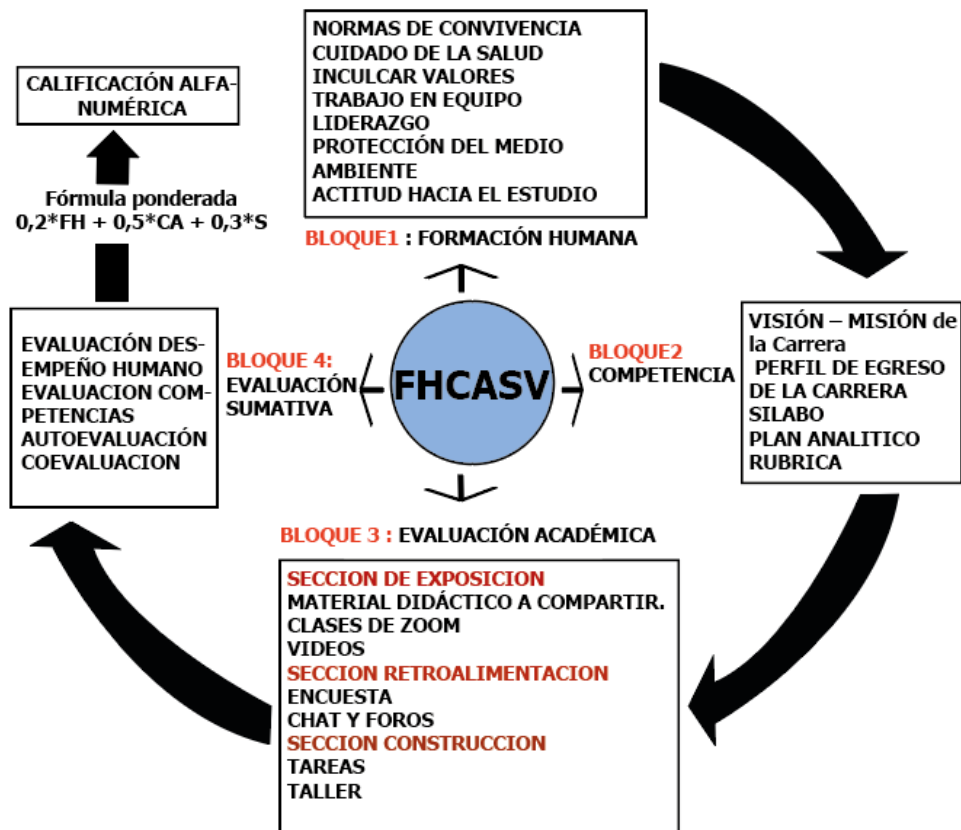 NORMAS DE CONVIVENCIA
CUIDADO DE LA SALUD
INCULCAR VALORES
TRABAJO EN EQUIPO
LIDERAZGO
PROTECCIÓN DEL MEDIO
AMBIENTE
ACTITUD HACIA EL ESTUDIO
BLOQUE1 : FORMACIÓN HUMANA
CALIFICACIÓN ALFA-
NUMÉRICA
Fórmula ponderada
0,2*FH + 0,5*CA + 0,3*S
EVALUACIÓN DES-
EMPEÑO HUMANO
EVALUACION COM-
PETENCIAS
AUTOEVALUACIÓN
COEVALUACION
BLOQUE 4:
EVALUACIÓN
SUMATIVA
FHCASV
BLOQUE2
COMPETENCIA
VISIÓN – MISIÓN de
la Carrera
PERFIL DE EGRESO
DE LA CARRERA
SILABO
PLAN ANALITICO
RUBRICA
BLOQUE 3 : EVALUACIÓN ACADÉMICA
SECCION DE EXPOSICION
MATERIAL DIDÁCTICO A COMPARTIR.
CLASES DE ZOOM
VIDEOS
SECCION RETROALIMENTACION
ENCUESTA
CHAT Y FOROS
SECCION CONSTRUCCION
TAREAS
TALLER